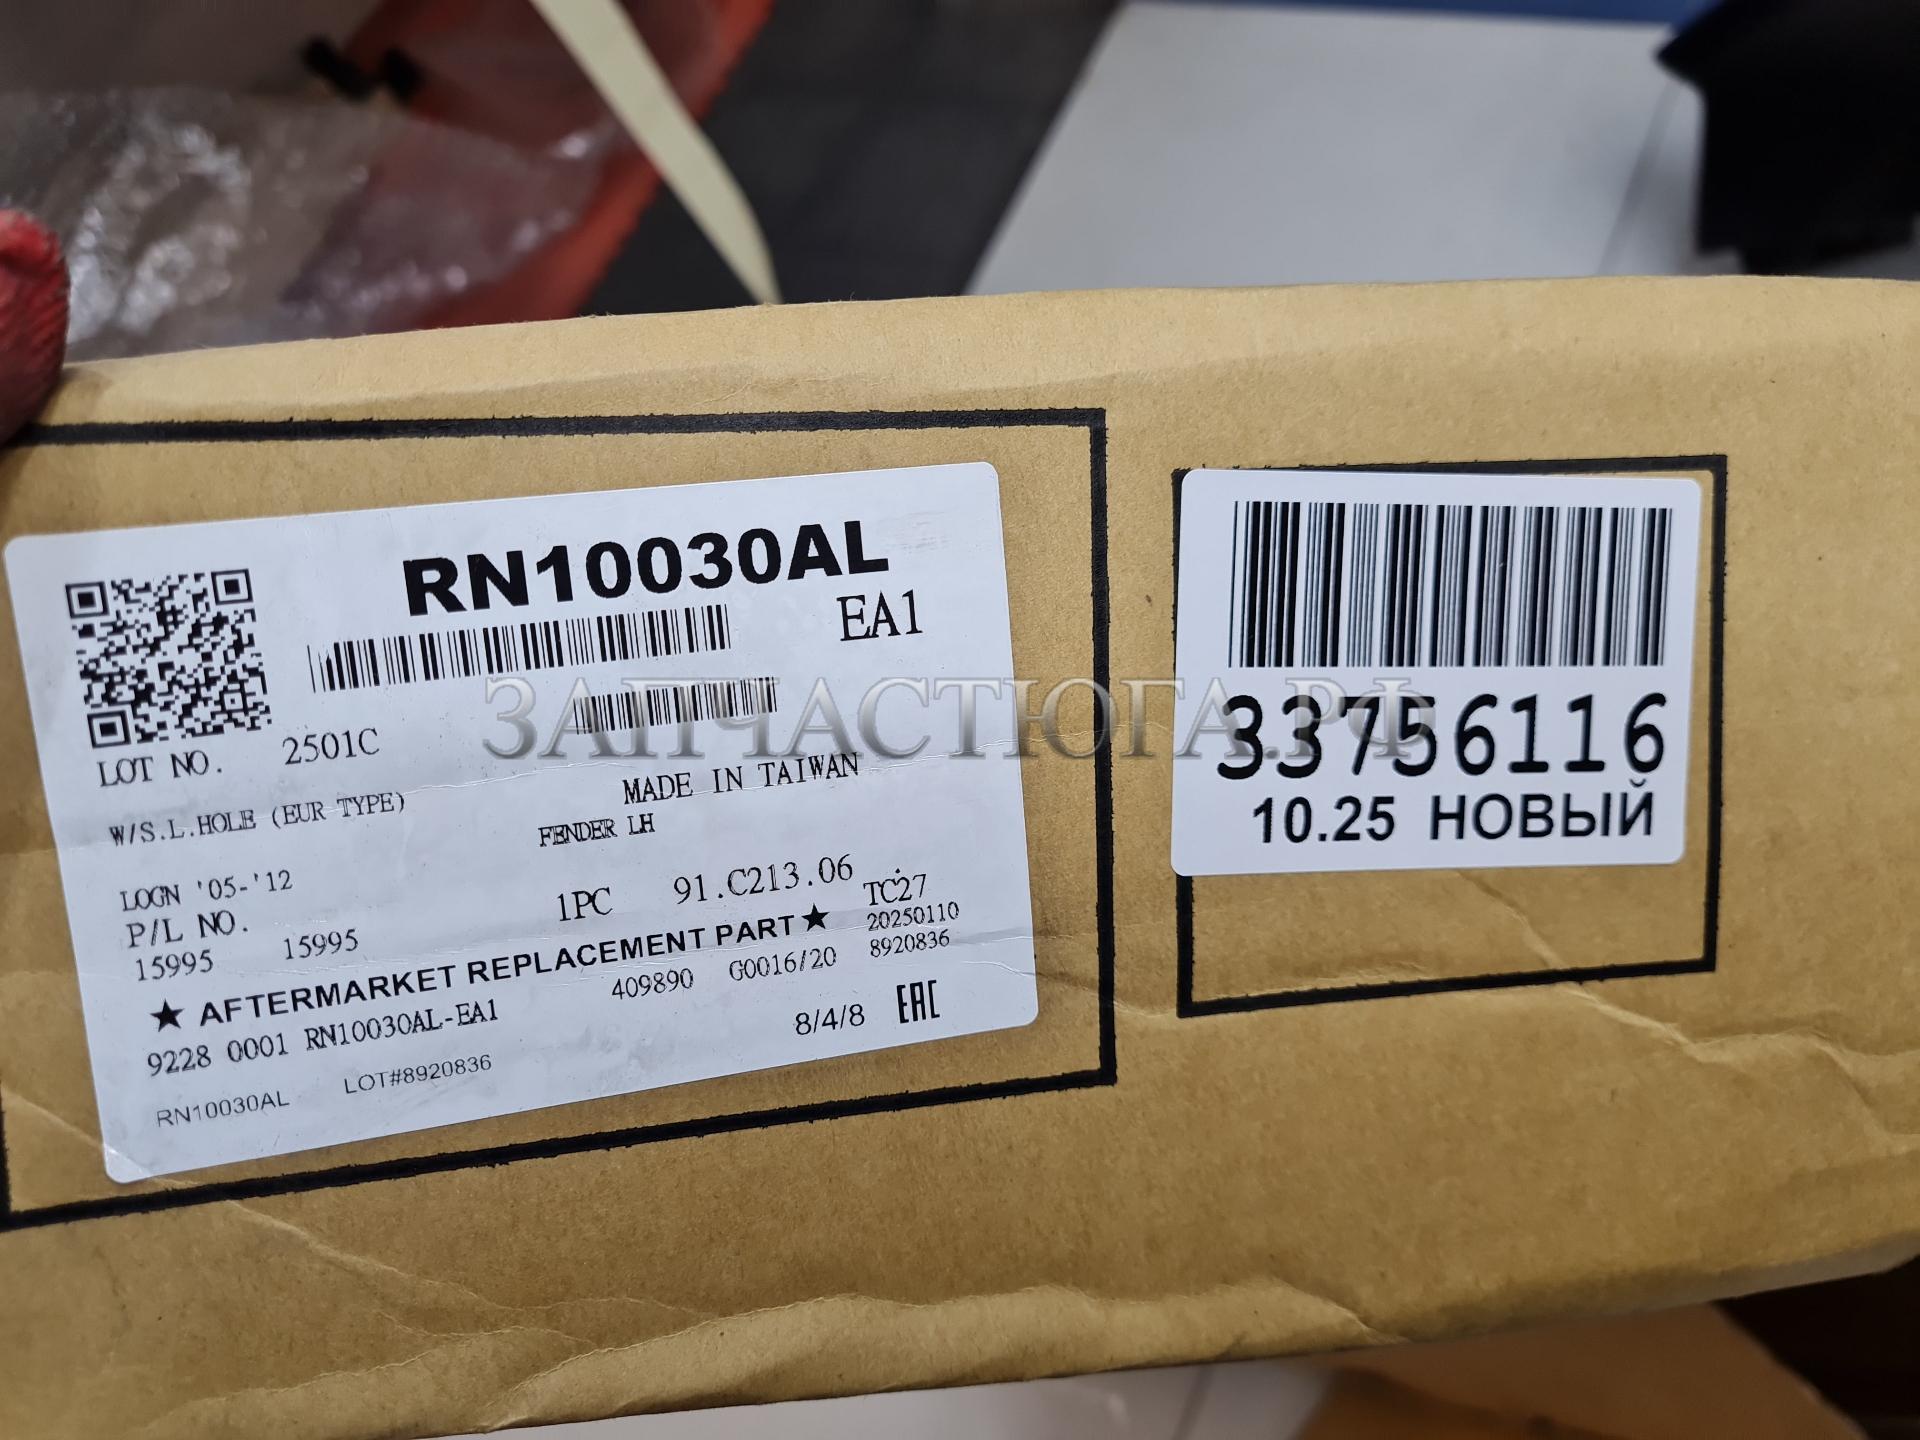 RN10030AL
EA1
LOT NO. 2501C
MADE IN TAIWAN
W/S.L.HOLE (EUR TYPE)
FENDER LH
LOGN '05-'12
1PC 91.C213.06 TC27
P/L NO.
15995 15995
★ AFTERMARKET REPLACEMENT PART ★ 20250110
409890 G0016/20 8920836
9228 0001 RN10030AL-EA1
8/4/8 EAC
RN10030AL LOT#8920836
33756116
10.25 НОВЫЙ
ЗАПЧАСТЮГА.РФ